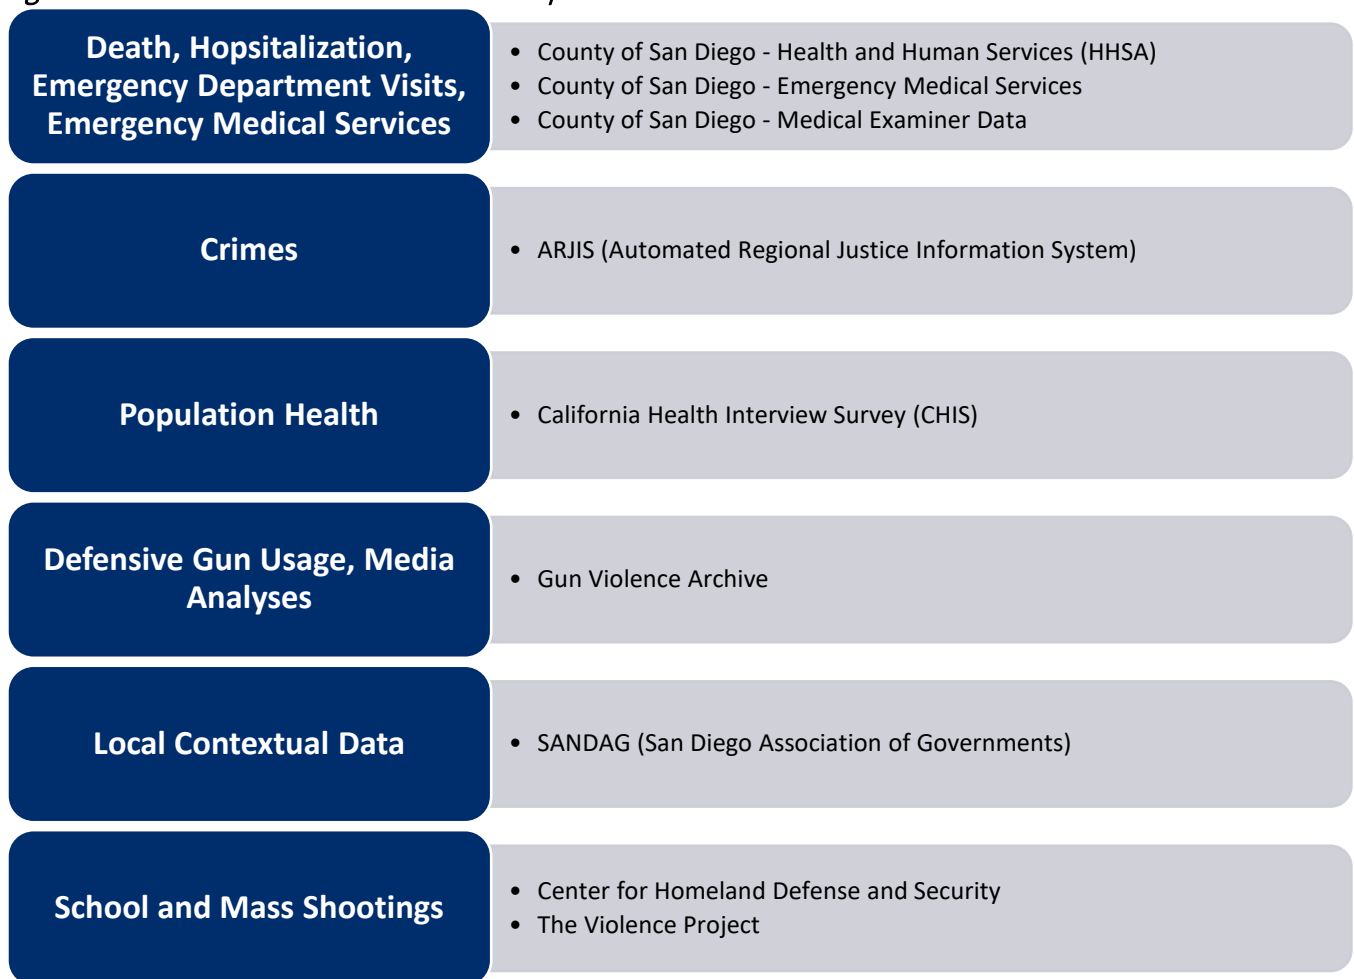 Death, Hopsitalization,
Emergency Department Visits,
Emergency Medical Services
• County of San Diego - Health and Human Services (HHSA)
• County of San Diego - Emergency Medical Services
• County of San Diego - Medical Examiner Data
Crimes
• ARJIS (Automated Regional Justice Information System)
Population Health
• California Health Interview Survey (CHIS)
Defensive Gun Usage, Media
Analyses
• Gun Violence Archive
Local Contextual Data
• SANDAG (San Diego Association of Governments)
School and Mass Shootings
• Center for Homeland Defense and Security
• The Violence Project